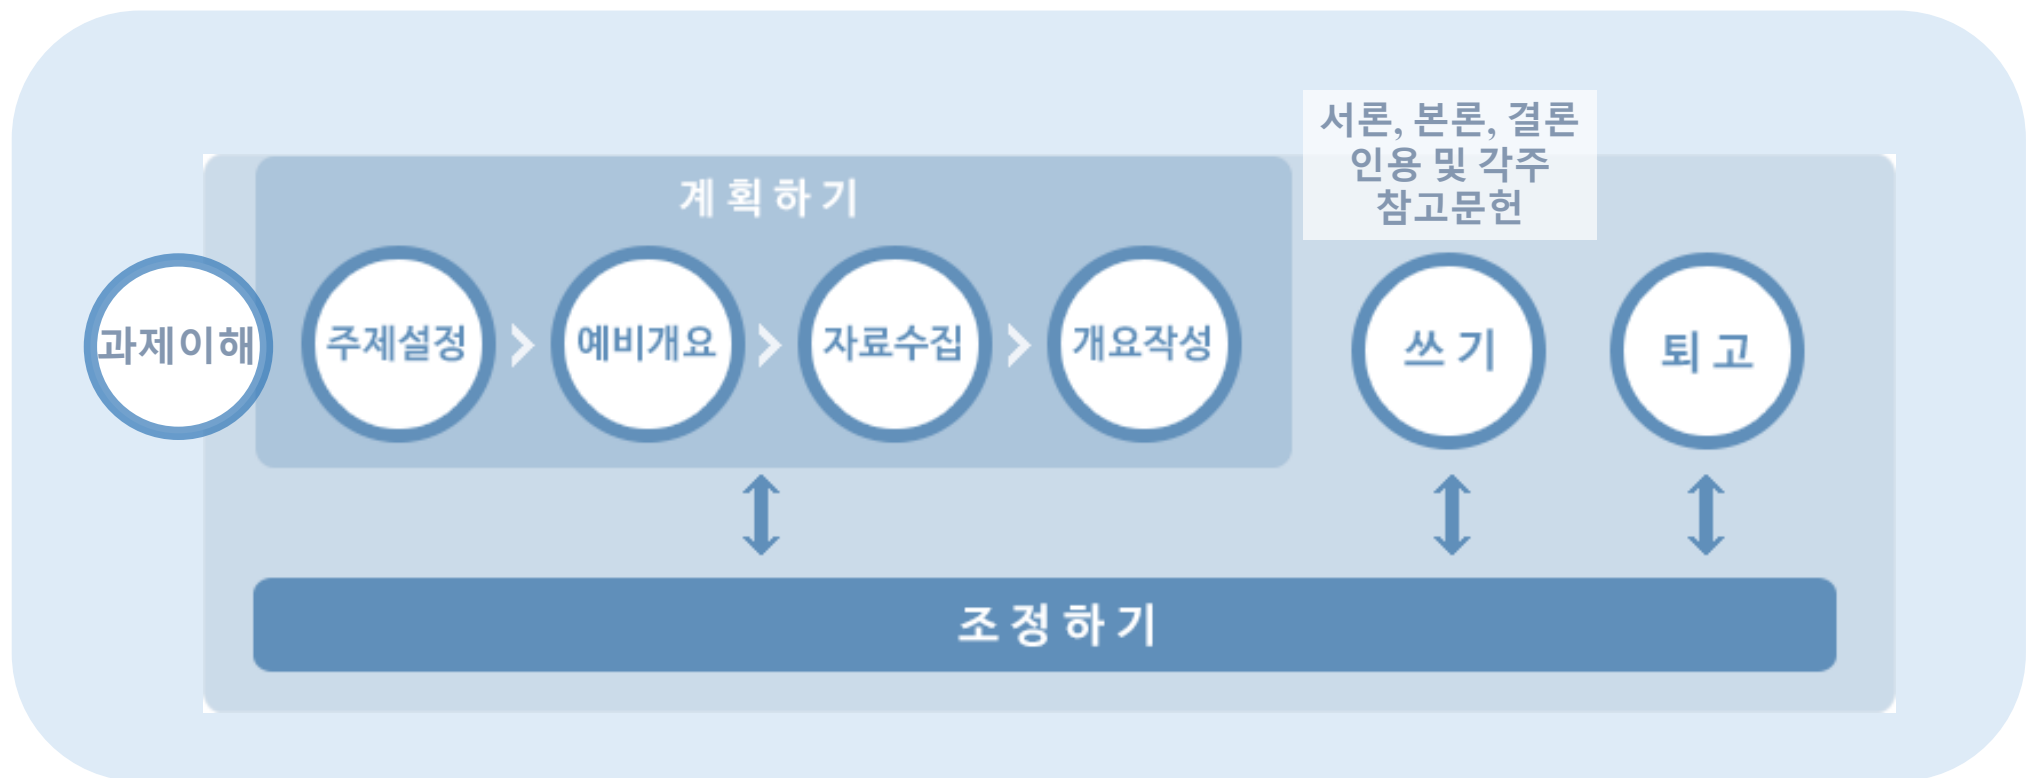 서론, 본론, 결론
인용 및 각주
참고문헌
계획하기
과제이해
주제설정
예비개요
자료수집
개요작성
쓰기
퇴고
조정하기